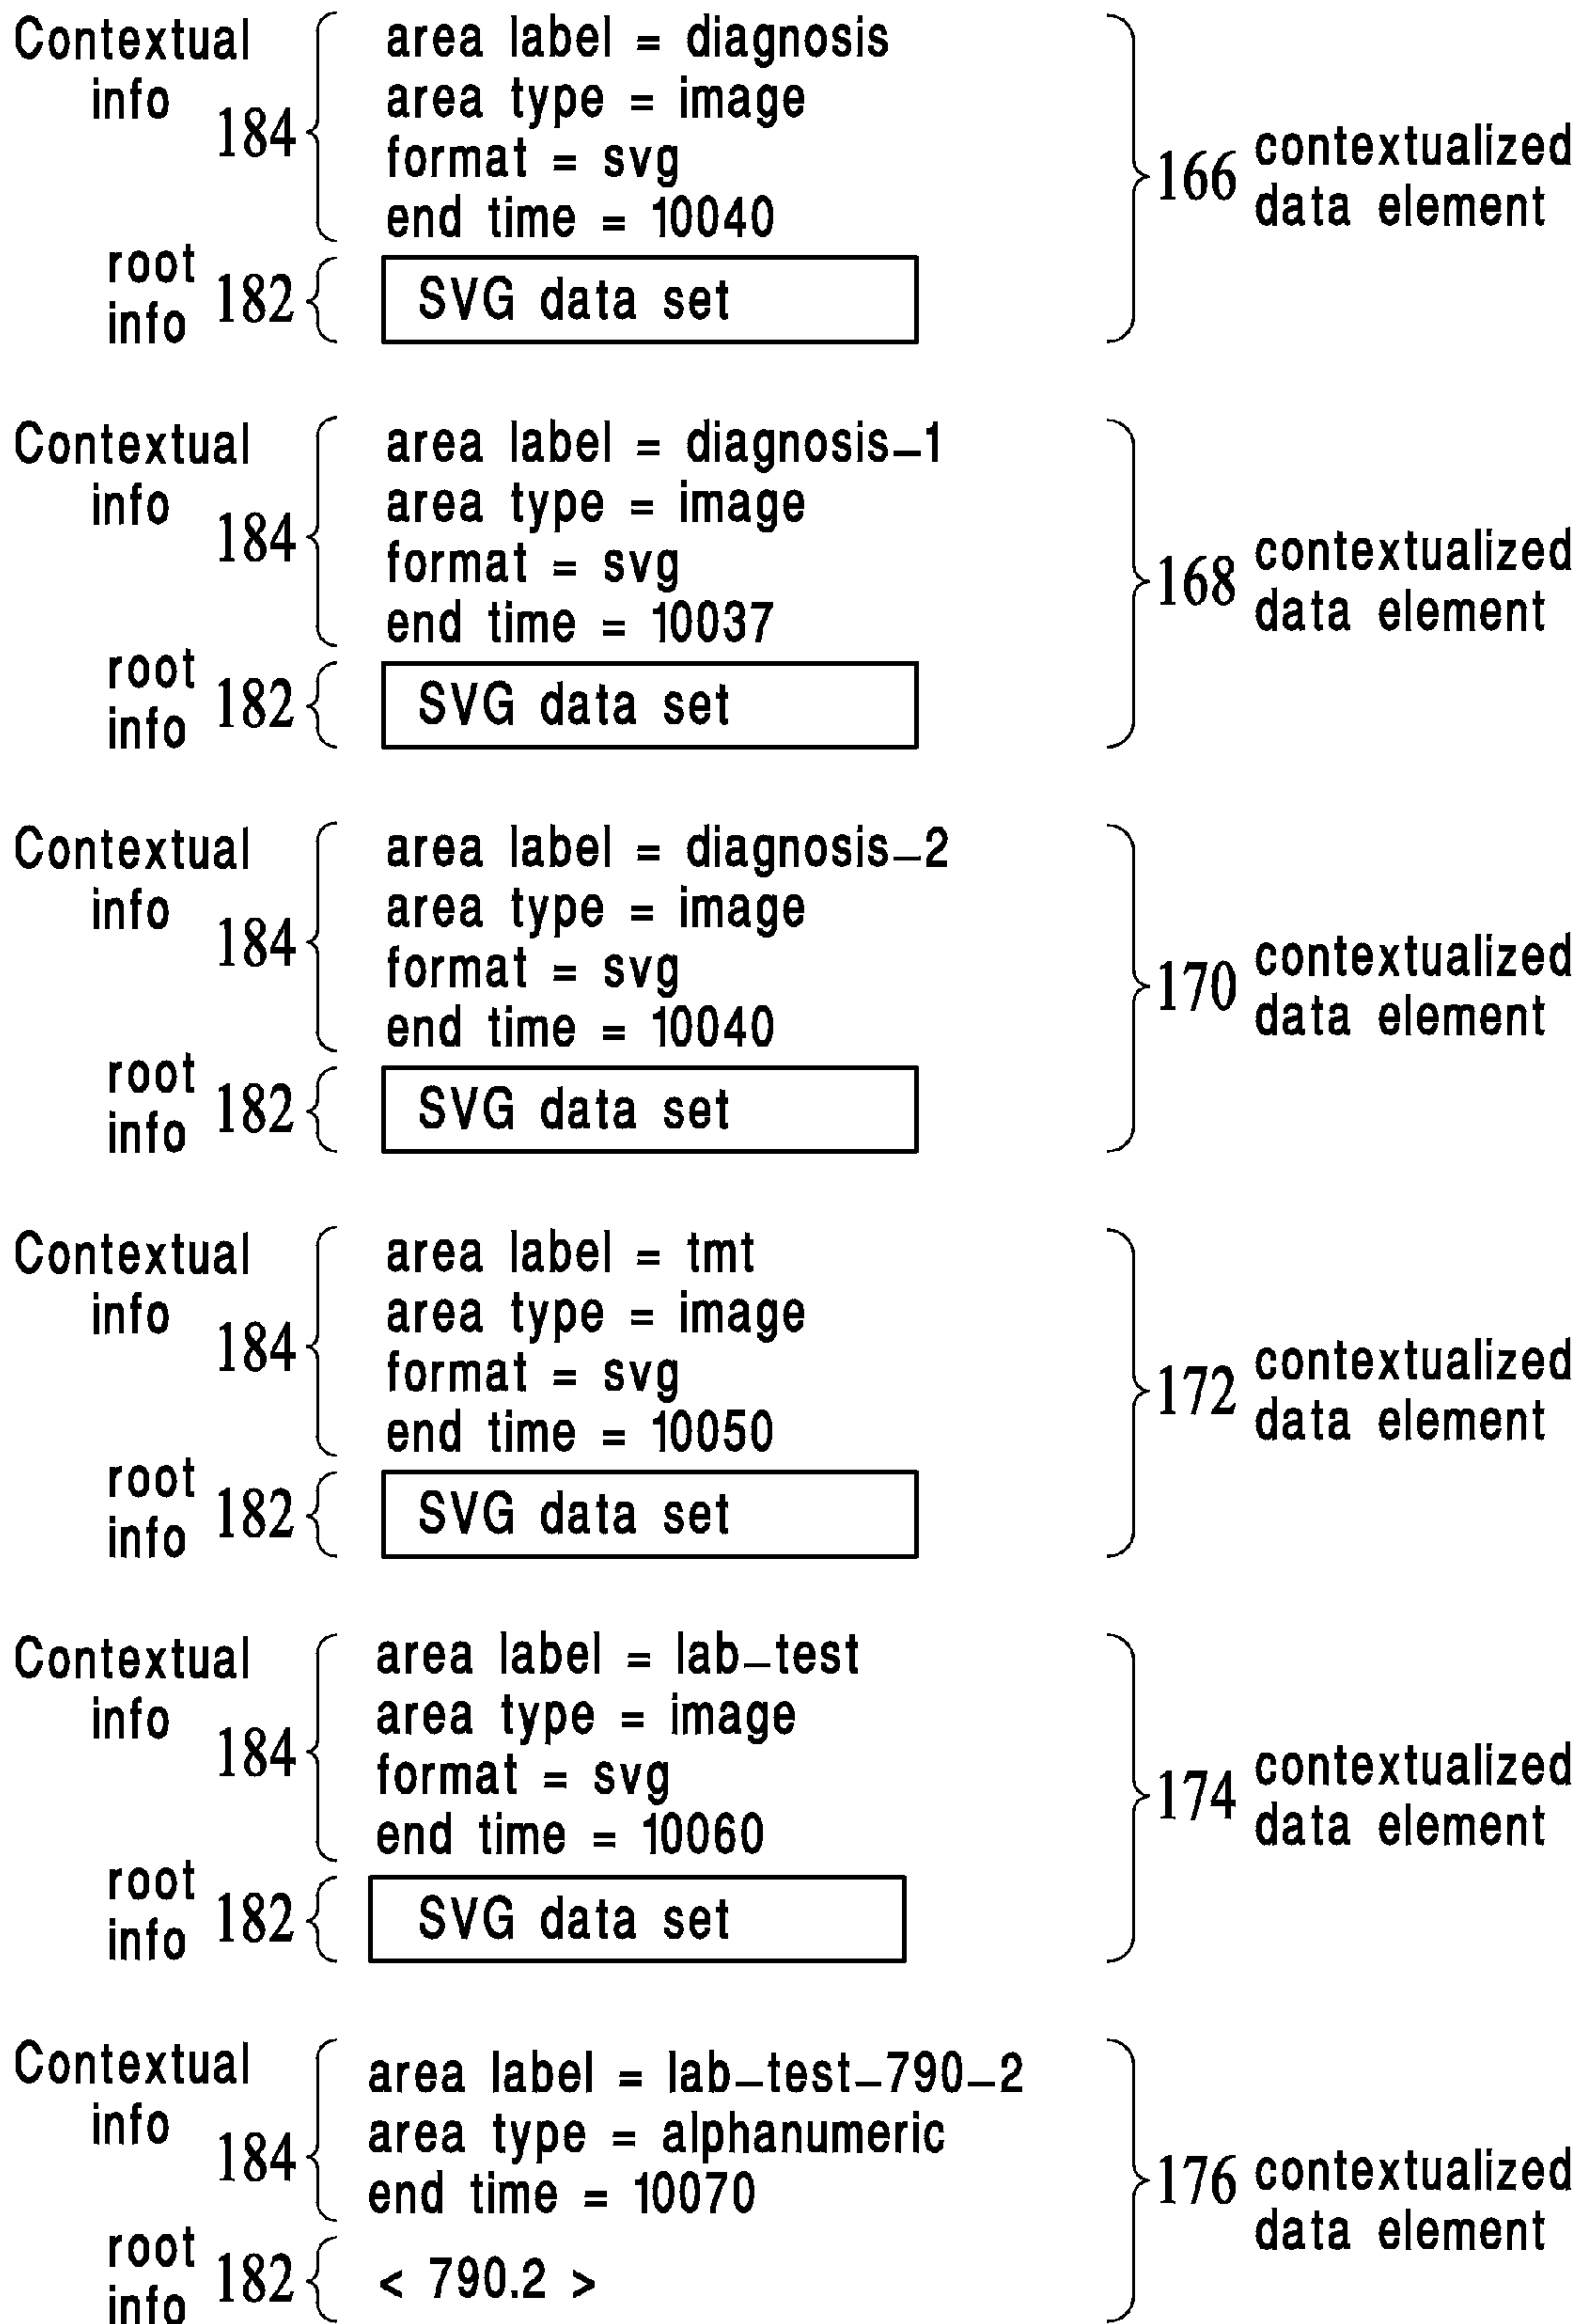 Contextual info 184
area label = diagnosis
area type = image
format = svg
end time = 10040
root info 182
SVG data set
166 contextualized data element
Contextual info 184
area label = diagnosis–1
area type = image
format = svg
end time = 10037
root info 182
SVG data set
168 contextualized data element
Contextual info 184
area label = diagnosis–2
area type = image
format = svg
end time = 10040
root info 182
SVG data set
170 contextualized data element
Contextual info 184
area label = tmt
area type = image
format = svg
end time = 10050
root info 182
SVG data set
172 contextualized data element
Contextual info 184
area label = lab–test
area type = image
format = svg
end time = 10060
root info 182
SVG data set
174 contextualized data element
Contextual info 184
area label = lab–test–790–2
area type = alphanumeric
end time = 10070
root info 182
< 790.2 >
176 contextualized data element